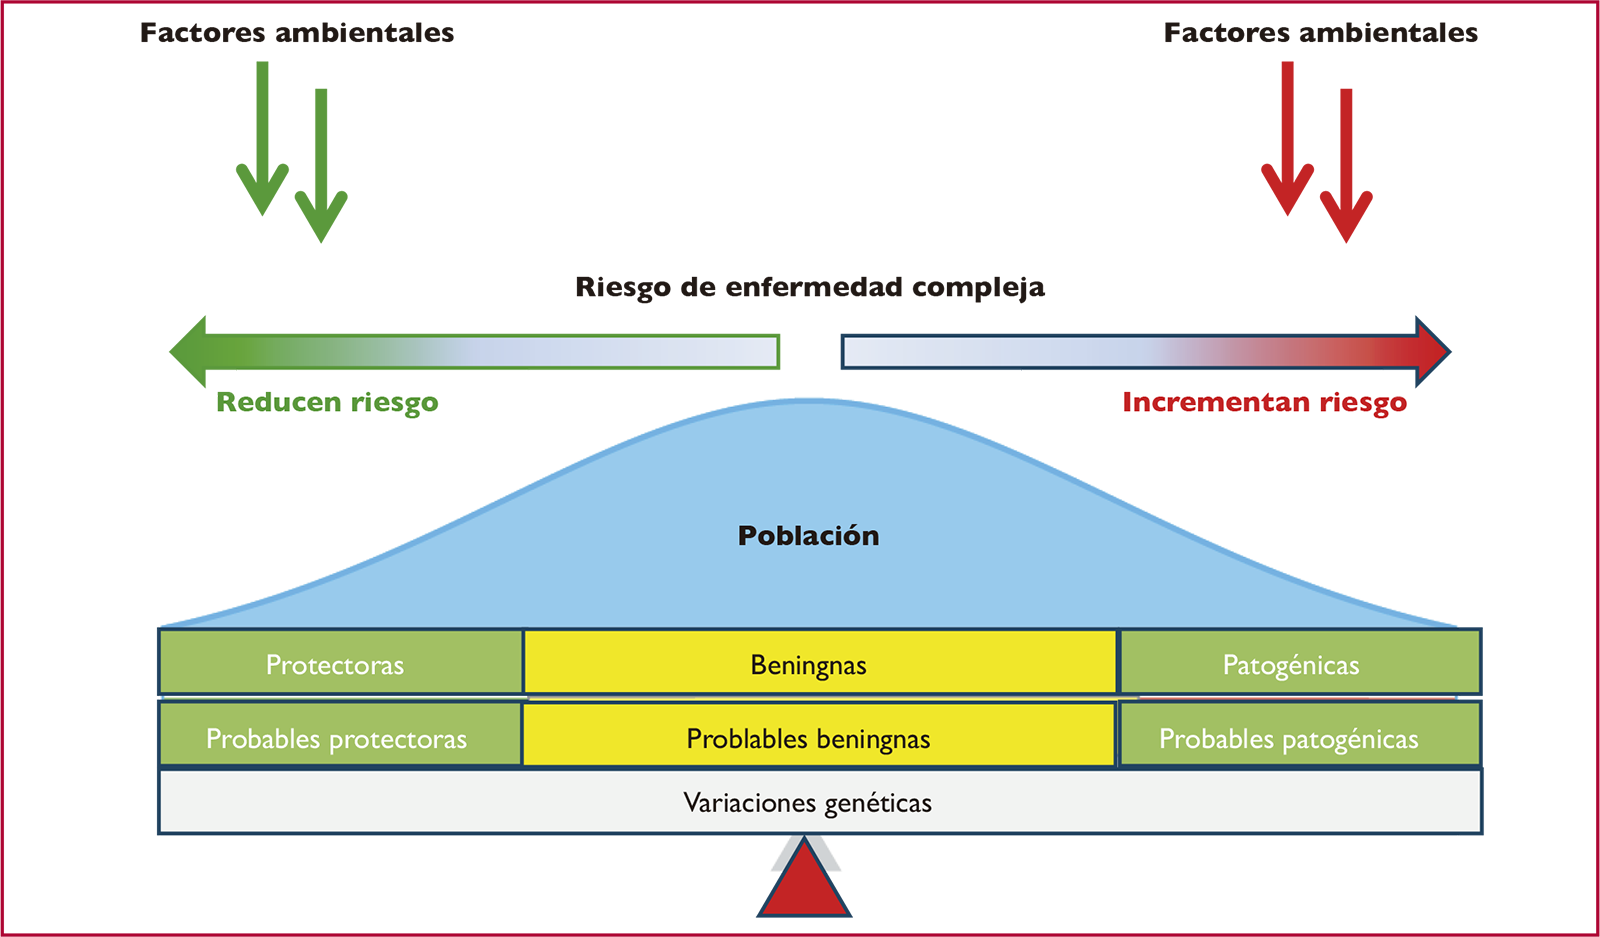 Factores ambientales
Factores ambientales
Riesgo de enfermedad compleja
Reducen riesgo
Incrementan riesgo
Población
Protectoras
Beningnas
Patogénicas
Probables protectoras
Problables beningnas
Probables patogénicas
Variaciones genéticas